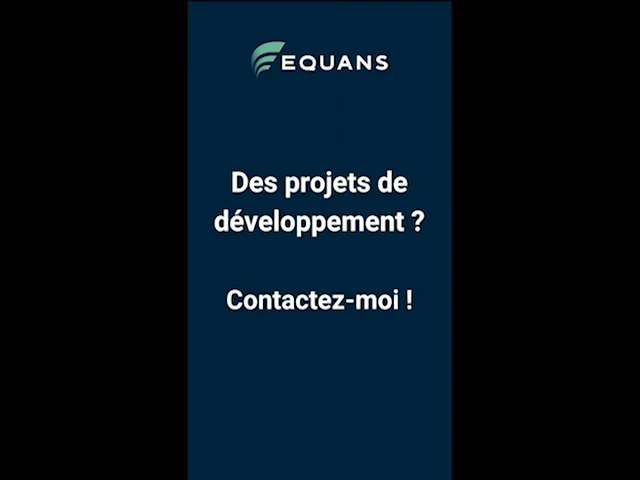 EQUANS
Des projets de
développement ?
Contactez-moi !